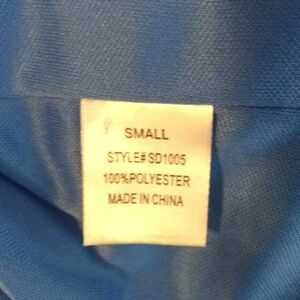 SMALL
STYLE# SD1005
100%POLYESTER
MADE IN CHINA